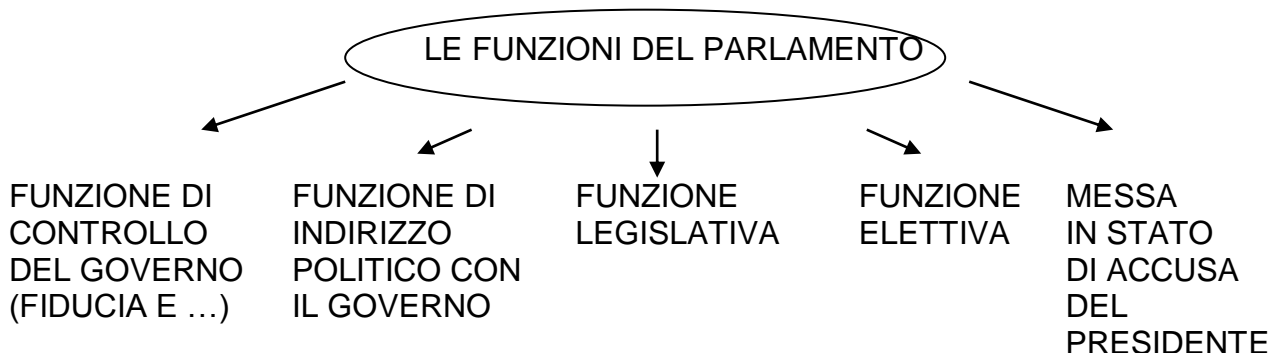 LE FUNZIONI DEL PARLAMENTO
FUNZIONE DI
CONTROLLO
DEL GOVERNO
(FIDUCIA E …)
FUNZIONE DI
INDIRIZZO
POLITICO CON
IL GOVERNO
FUNZIONE
LEGISLATIVA
FUNZIONE
ELETTIVA
MESSA
IN STATO
DI ACCUSA
DEL
PRESIDENTE